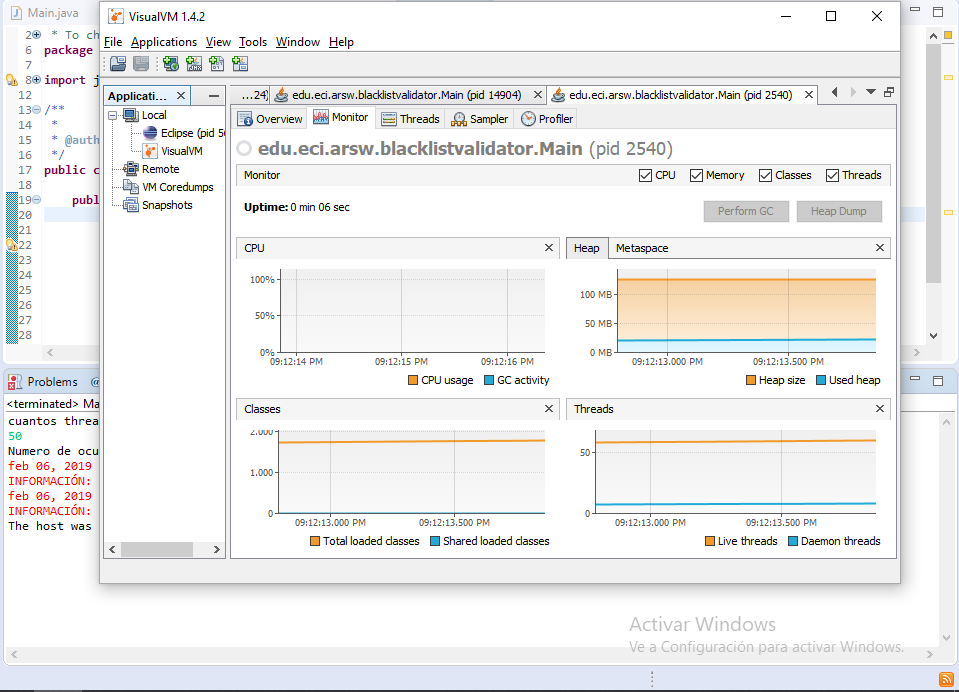 Main.java
VisualVM 1.4.2
File Applications View Tools Window Help
2 * To ch
6 package
8 import j
12
13 /**
14 *
15 * @auth
16 */
17 public c
18
19 publ
20
21
22
23
24
25
26
27
28
Applicati...
Local
Eclipse (pid 5
VisualVM
Remote
VM Coredumps
Snapshots
...24)
edu.eci.arsw.blacklistvalidator.Main (pid 14904)
edu.eci.arsw.blacklistvalidator.Main (pid 2540)
Overview Monitor Threads Sampler Profiler
edu.eci.arsw.blacklistvalidator.Main (pid 2540)
Monitor CPU Memory Classes Threads
Uptime: 0 min 06 sec
Perform GC Heap Dump
CPU
100%
50%
0%
09:12:14 PM 09:12:15 PM 09:12:16 PM
CPU usage GC activity
Heap Metaspace
100 MB
50 MB
0 MB
09:12:13.000 PM 09:12:13.500 PM
Heap size Used heap
Classes
2.000
1.000
0
09:12:13.000 PM 09:12:13.500 PM
Total loaded classes Shared loaded classes
Threads
50
0
09:12:13.000 PM 09:12:13.500 PM
Live threads Daemon threads
Problems @
<terminated> Ma
cuantos threa
50
Numero de ocu
feb 06, 2019
INFORMACIÓN:
feb 06, 2019
INFORMACIÓN:
The host was
Activar Windows
Ve a Configuración para activar Windows.